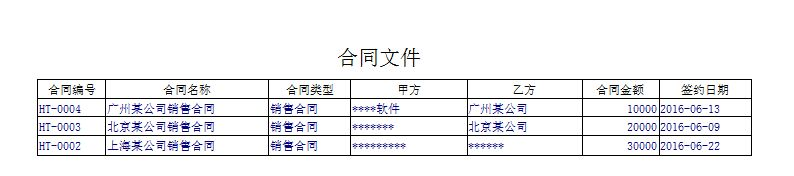 合同文件
合同编号 合同名称 合同类型 甲方 乙方 合同金额 签约日期
HT-0004 广州某公司销售合同 销售合同 ****软件 广州某公司 10000 2016-06-13
HT-0003 北京某公司销售合同 销售合同 ******* 北京某公司 20000 2016-06-09
HT-0002 上海某公司销售合同 销售合同 ********* ****** 30000 2016-06-22